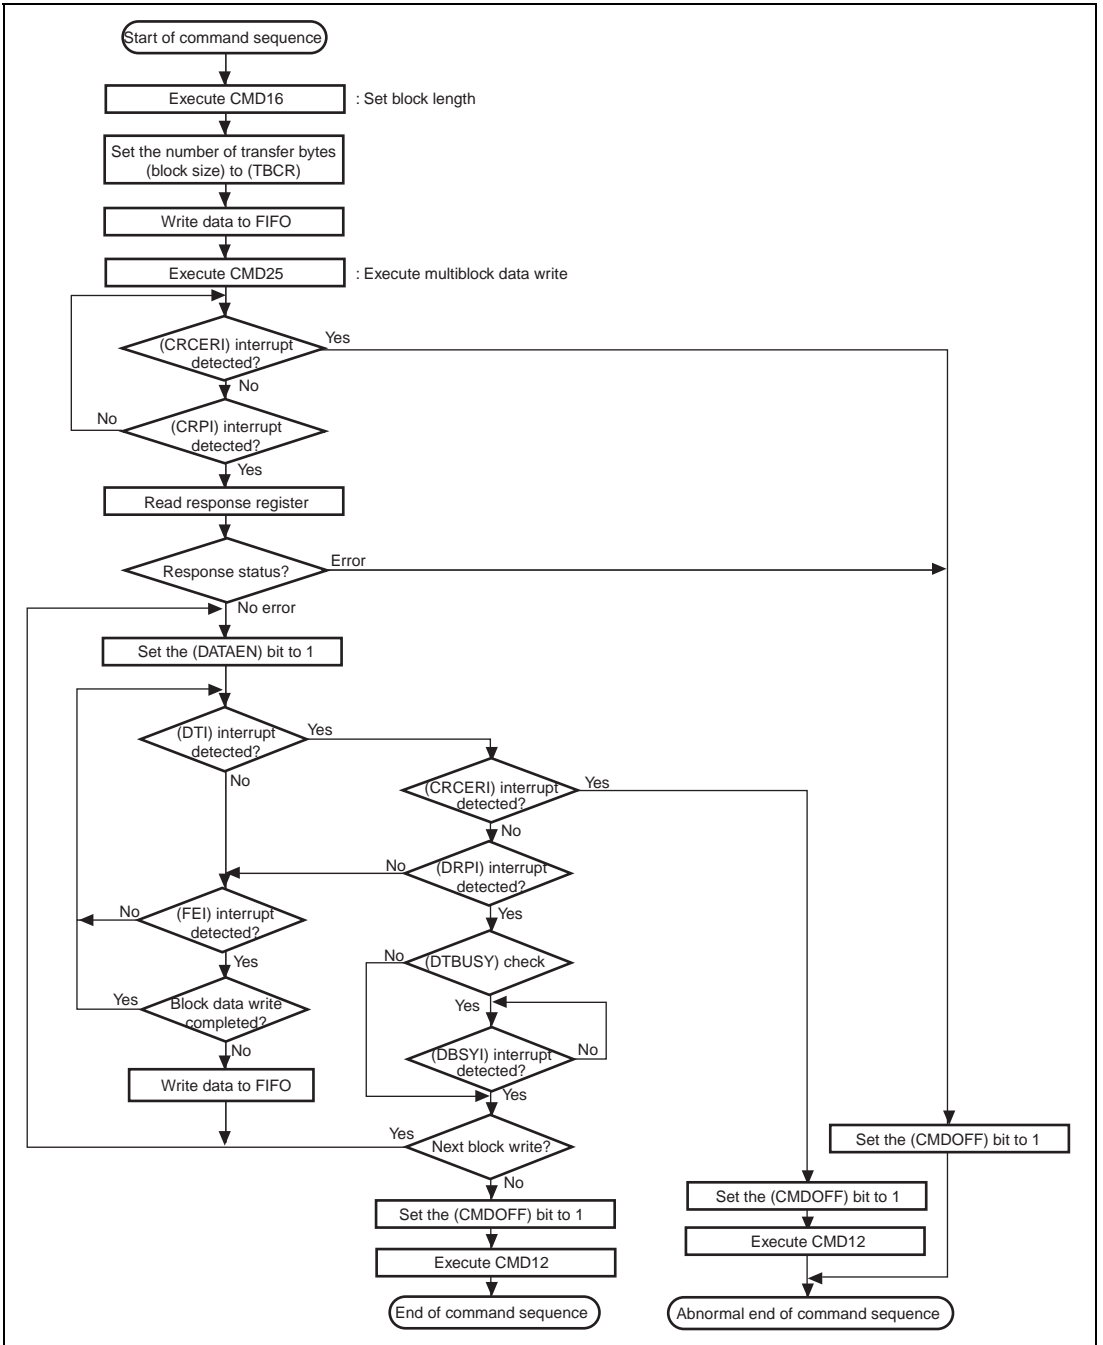 Start of command sequence
Execute CMD16
: Set block length
Set the number of transfer bytes
(block size) to (TBCR)
Write data to FIFO
Execute CMD25
: Execute multiblock data write
(CRCERI) interrupt
detected?
Yes
No
(CRPI) interrupt
detected?
No
Yes
Read response register
Response status?
Error
No error
Set the (DATAEN) bit to 1
(DTI) interrupt
detected?
Yes
No
(CRCERI) interrupt
detected?
Yes
No
(DRPI) interrupt
detected?
No
Yes
(FEI) interrupt
detected?
No
Yes
(DTBUSY) check
No
Yes
Block data write
completed?
Yes
No
(DBSYI) interrupt
detected?
No
Yes
Write data to FIFO
Next block write?
Yes
No
Set the (CMDOFF) bit to 1
Set the (CMDOFF) bit to 1
Set the (CMDOFF) bit to 1
Execute CMD12
Execute CMD12
End of command sequence
Abnormal end of command sequence